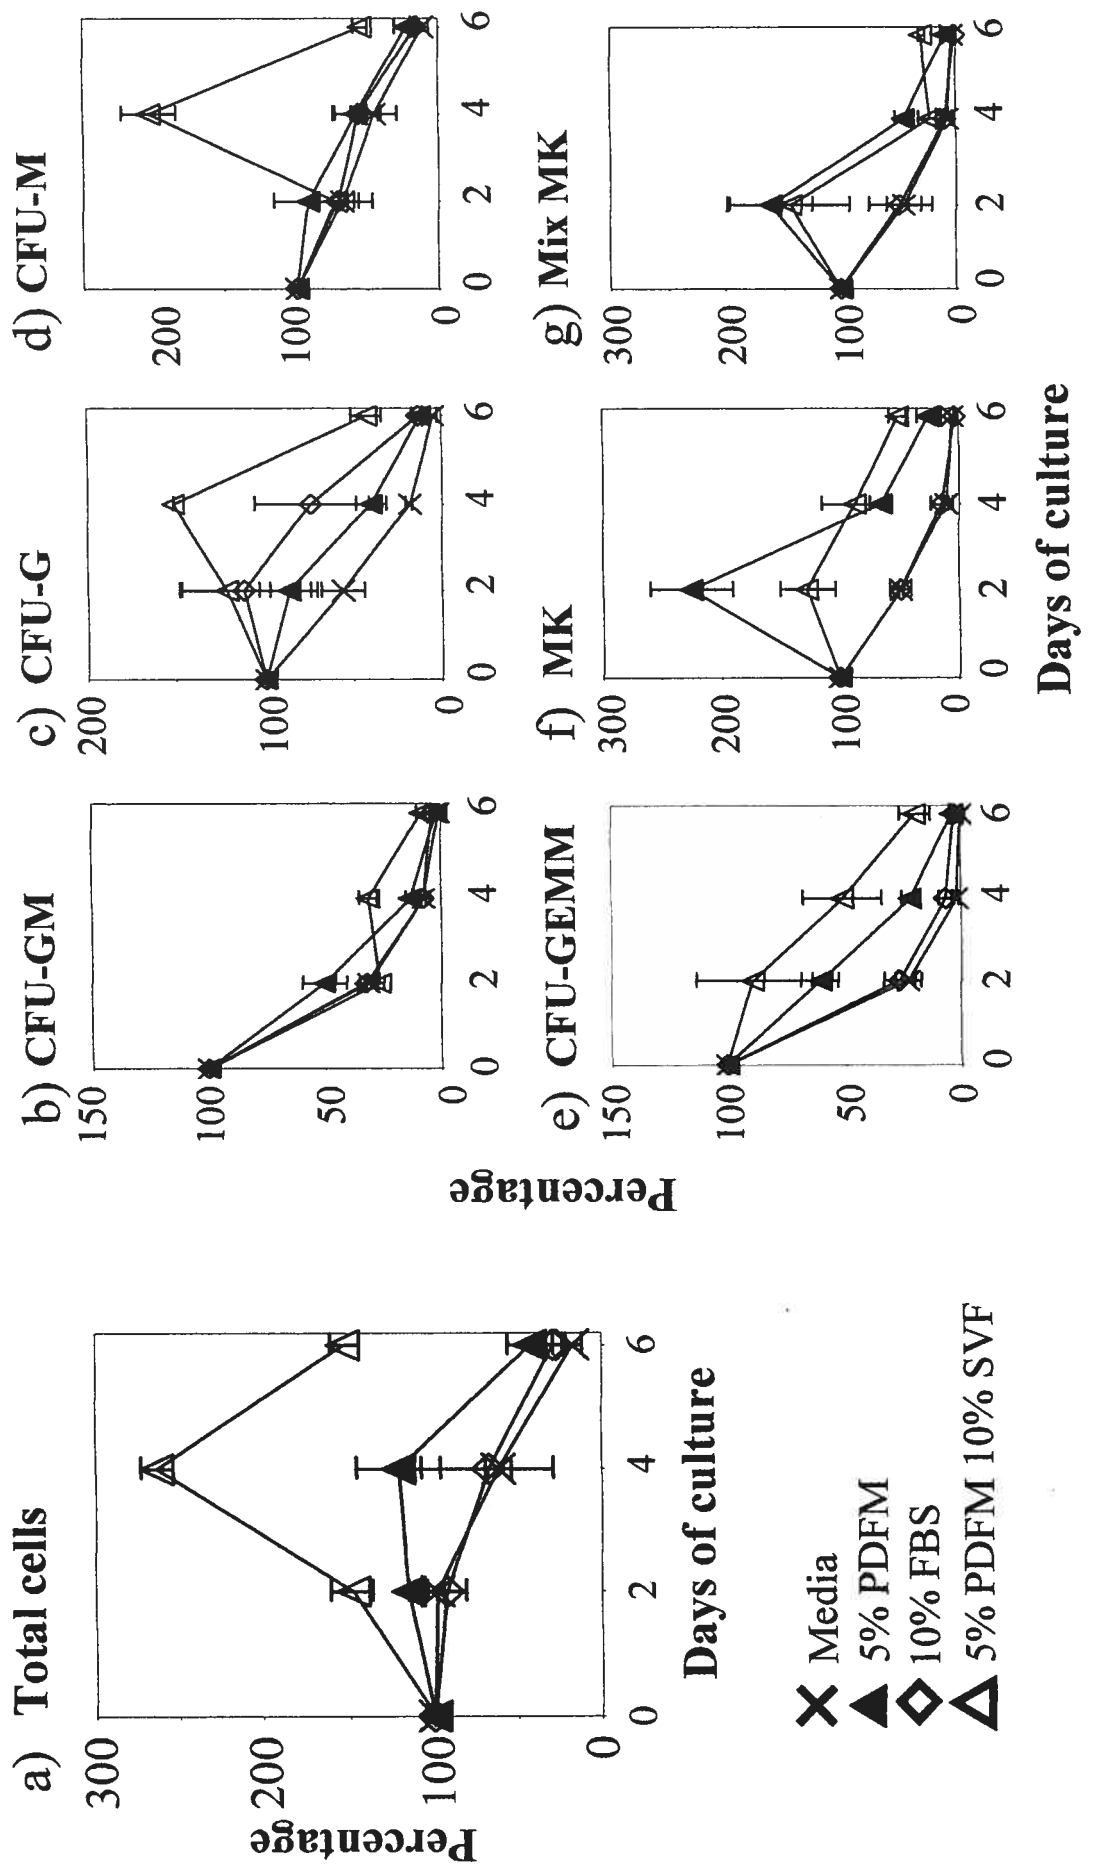 a) Total cells
300
200
100
0
0 2 4 6
Percentage
Days of culture
b) CFU-GM
150
100
50
0
0 2 4 6
c) CFU-G
200
100
0
0 2 4 6
d) CFU-M
200
100
0
0 2 4 6
Percentage
e) CFU-GEMM
150
100
50
0
0 2 4 6
f) MK
300
200
100
0
0 2 4 6
g) Mix MK
300
200
100
0
0 2 4 6
Days of culture
Media
5% PDFM
10% FBS
5% PDFM 10% SVF